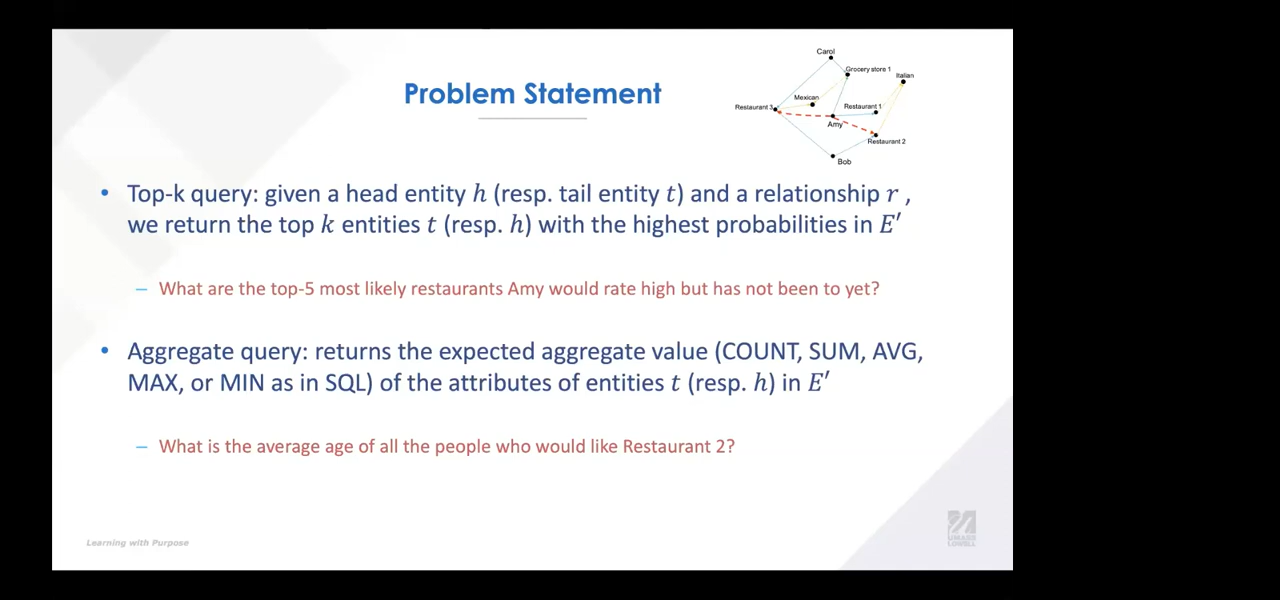 Problem Statement
Carol
Grocery store 1
Italian
Mexican
Restaurant 3
Restaurant 1
Amy
Restaurant 2
Bob
• Top-k query: given a head entity h (resp. tail entity t) and a relationship r ,
we return the top k entities t (resp. h) with the highest probabilities in E′
– What are the top-5 most likely restaurants Amy would rate high but has not been to yet?
• Aggregate query: returns the expected aggregate value (COUNT, SUM, AVG,
MAX, or MIN as in SQL) of the attributes of entities t (resp. h) in E′
– What is the average age of all the people who would like Restaurant 2?
Learning with Purpose
UMASS
LOWELL